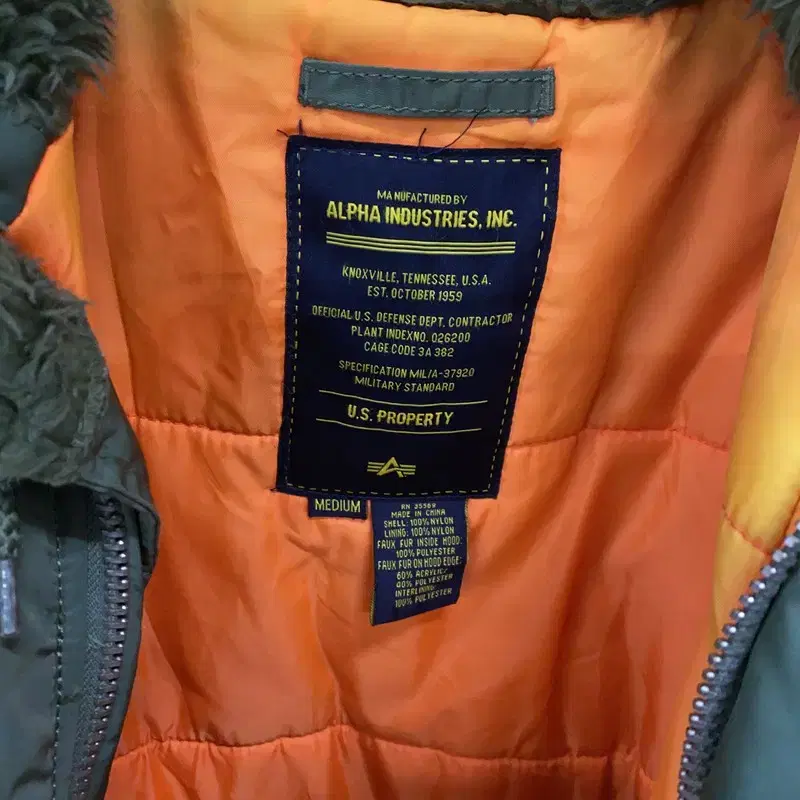 MANUFACTURED BY
ALPHA INDUSTRIES, INC.
KNOXVILLE, TENNESSEE, U.S.A.
EST. OCTOBER 1959
OFFICIAL U.S. DEFENSE DEPT. CONTRACTOR
PLANT INDEXNO. 026200
CAGE CODE 3A 382
SPECIFICATION MIL/A-37920
MILITARY STANDARD
U.S. PROPERTY
MEDIUM
RN 35569
MADE IN CHINA
SHELL: 100% NYLON
LINING: 100% NYLON
FAUX FUR INSIDE HOOD:
100% POLYESTER
FAUX FUR ON HOOD EDGE:
60% ACRYLIC/
40% POLYESTER
INTERLINING:
100% POLYESTER